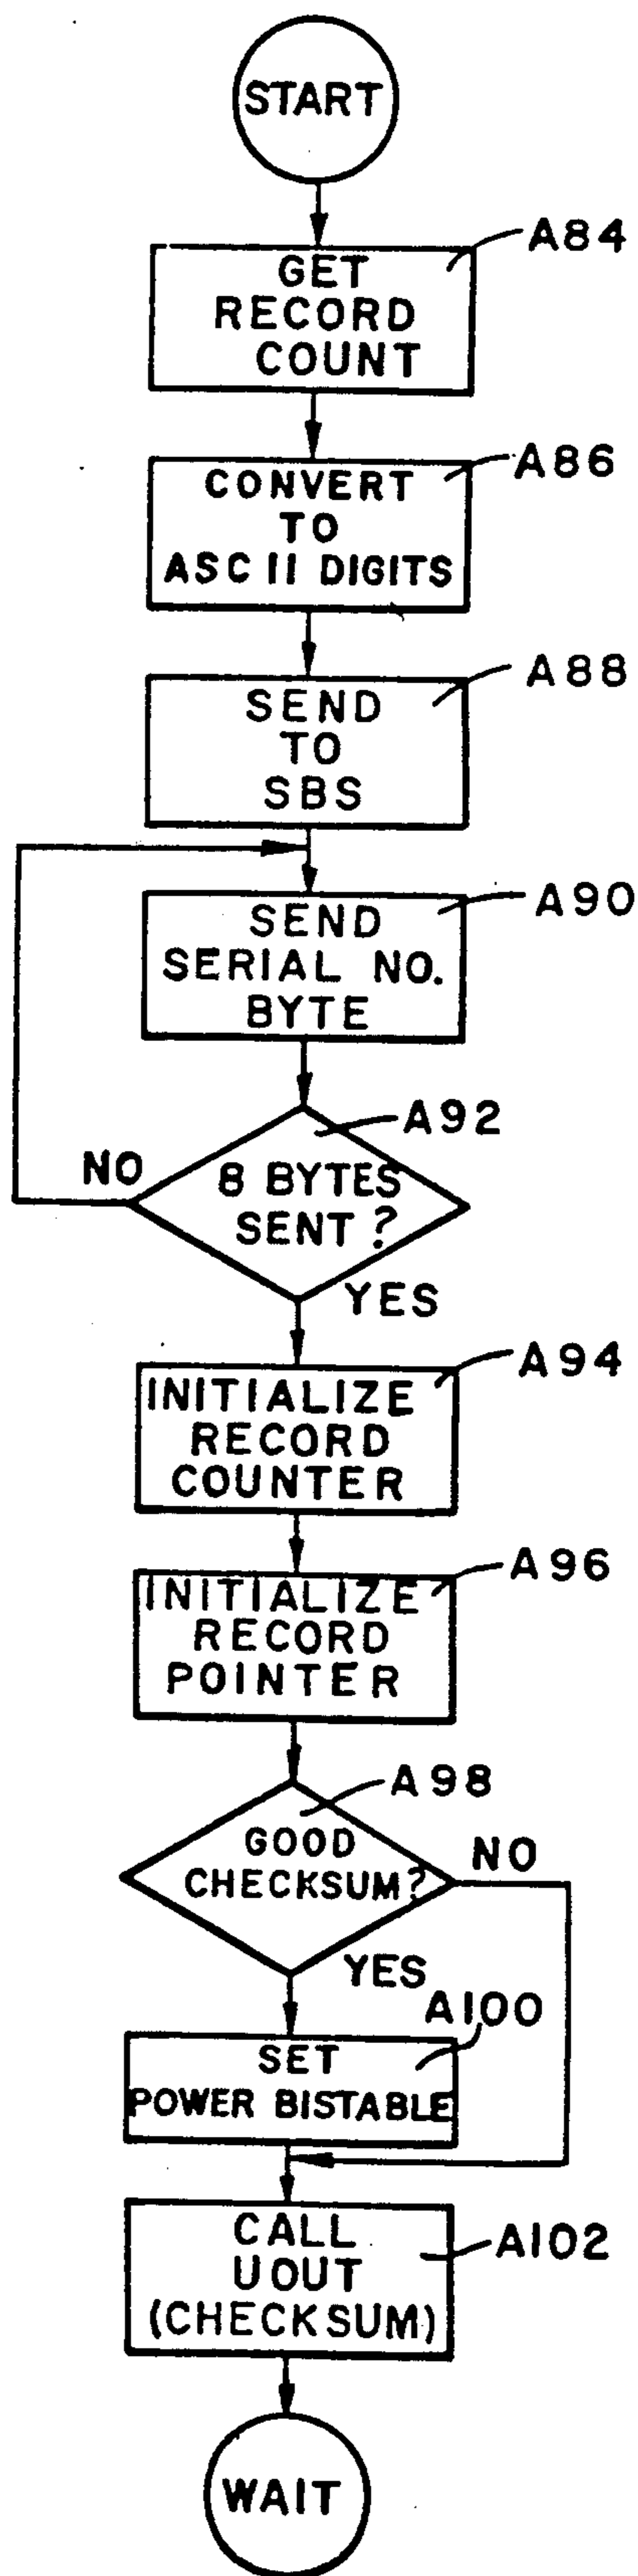 START
A84
GET
RECORD
COUNT
A86
CONVERT
TO
ASCII DIGITS
A88
SEND
TO
SBS
A90
SEND
SERIAL NO.
BYTE
A92
NO
8 BYTES
SENT?
YES
A94
INITIALIZE
RECORD
COUNTER
A96
INITIALIZE
RECORD
POINTER
A98
GOOD
CHECKSUM?
NO
YES
A100
SET
POWER BISTABLE
A102
CALL
UOUT
(CHECKSUM)
WAIT